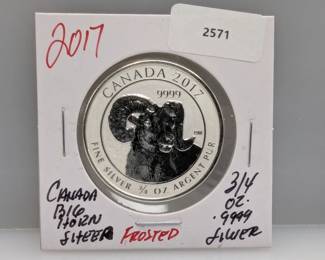 2571
2017
CANADA 2017
9999
FINE SILVER 3/4 OZ ARGENT PUR
CANADA
BIG
HORN
SHEEP
FROSTED
3/4
OZ.
.9999
SILVER